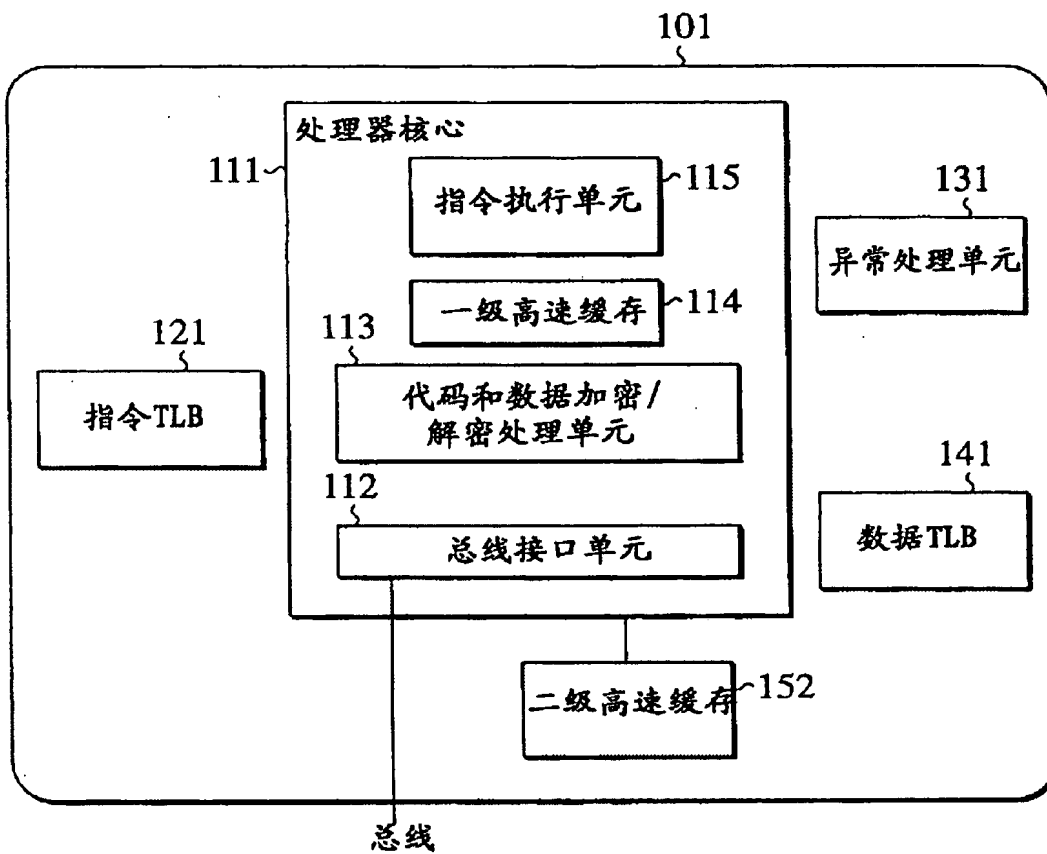 101
处理器核心
111
指令执行单元
115
131
异常处理单元
一级高速缓存
114
113
121
代码和数据加密/
解密处理单元
指令TLB
112
141
总线接口单元
数据TLB
二级高速缓存
152
总线